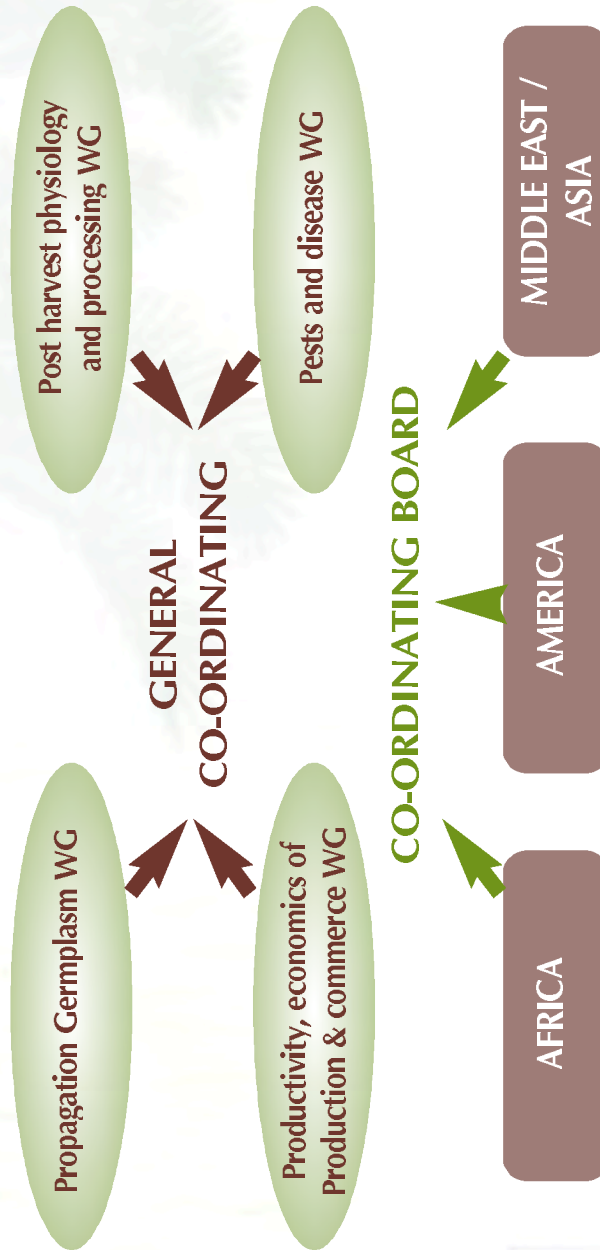 Propagation Germplasm WG
Post harvest physiology
and processing WG
GENERAL
CO-ORDINATING
Productivity, economics of
Production & commerce WG
Pests and disease WG
CO-ORDINATING BOARD
AFRICA
AMERICA
MIDDLE EAST /
ASIA